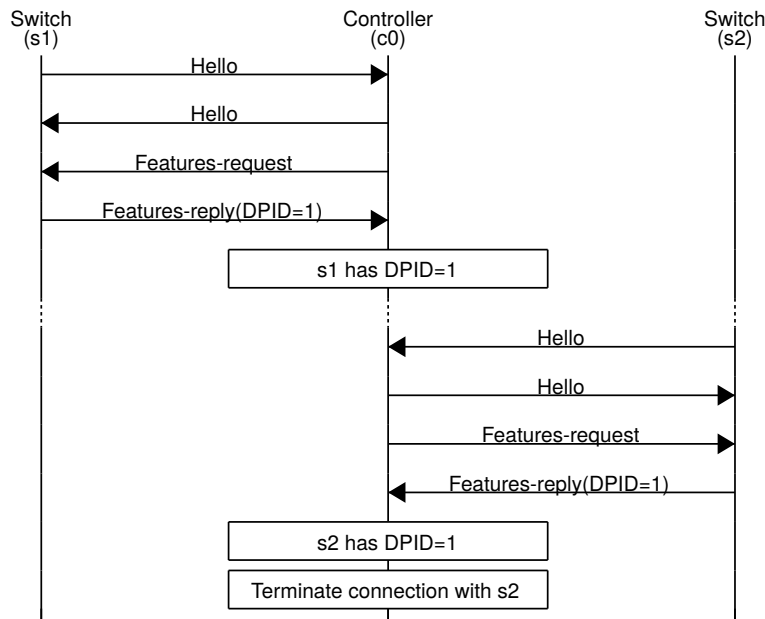 Switch
(s1)
Controller
(c0)
Switch
(s2)
Hello
Hello
Features-request
Features-reply(DPID=1)
s1 has DPID=1
Hello
Hello
Features-request
Features-reply(DPID=1)
s2 has DPID=1
Terminate connection with s2